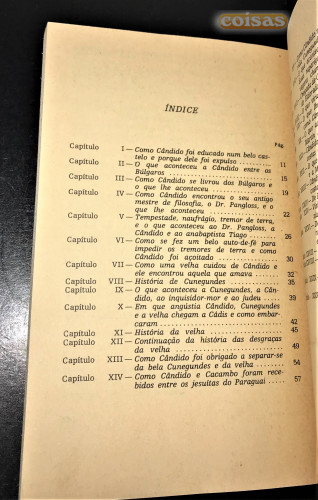 coisas
ÍNDICE
Pág.
Capítulo I — Como Cândido foi educado num belo cas-
telo e porque dele foi expulso . . . . 11
Capítulo II — O que aconteceu a Cândido entre os
Búlgaros . . . . 15
Capítulo III — Como Cândido se livrou dos Búlgaros e
o que lhe aconteceu . . . . 19
Capítulo IV — Como Cândido encontrou o seu antigo
mestre de filosofia, o Dr. Pangloss, e o
que lhe aconteceu . . . . 22
Capítulo V — Tempestade, naufrágio, tremor de terra,
e o que aconteceu ao Dr. Pangloss, a
Cândido e ao anabaptista Tiago . . . . 26
Capítulo VI — Como se fez um belo auto-de-fé para
impedir os tremores de terra e como
Cândido foi açoitado . . . . 30
Capítulo VII — Como uma velha cuidou de Cândido e
ele encontrou aquela que amava . . . . 32
Capítulo VIII — História de Cunegundes . . . . 35
Capítulo IX — O que aconteceu a Cunegundes, a Cân-
dido, ao inquisidor-mor e ao judeu . . . . 39
Capítulo X — Em que angústia Cândido, Cunegundes
e a velha chegam a Cádis e como embar-
caram . . . . 42
Capítulo XI — História da velha . . . . 45
Capítulo XII — Continuação da história das desgraças
da velha . . . . 49
Capítulo XIII — Como Cândido foi obrigado a separar-se
da bela Cunegundes e da velha . . . . 54
Capítulo XIV — Como Cândido e Cacambo foram rece-
bidos entre os jesuítas do Paraguai . . . . 57